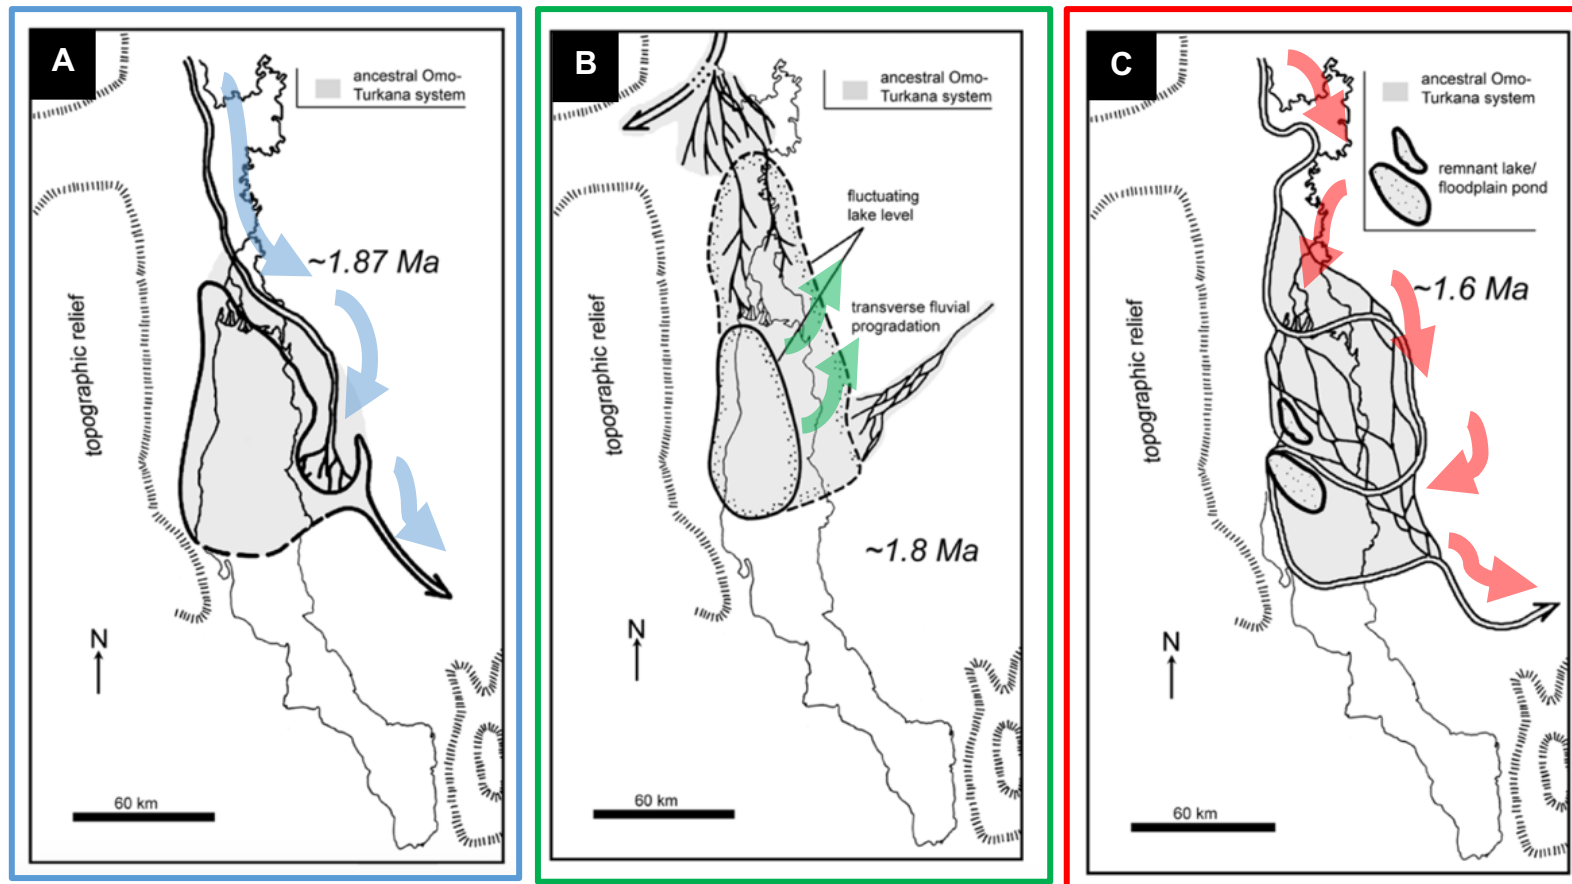 A
ancestral Omo-
Turkana system
~1.87 Ma
topographic relief
N
60 km
B
ancestral Omo-
Turkana system
fluctuating
lake level
transverse fluvial
progradation
topographic relief
~1.8 Ma
N
60 km
C
ancestral Omo-
Turkana system
remnant lake/
floodplain pond
~1.6 Ma
topographic relief
N
60 km